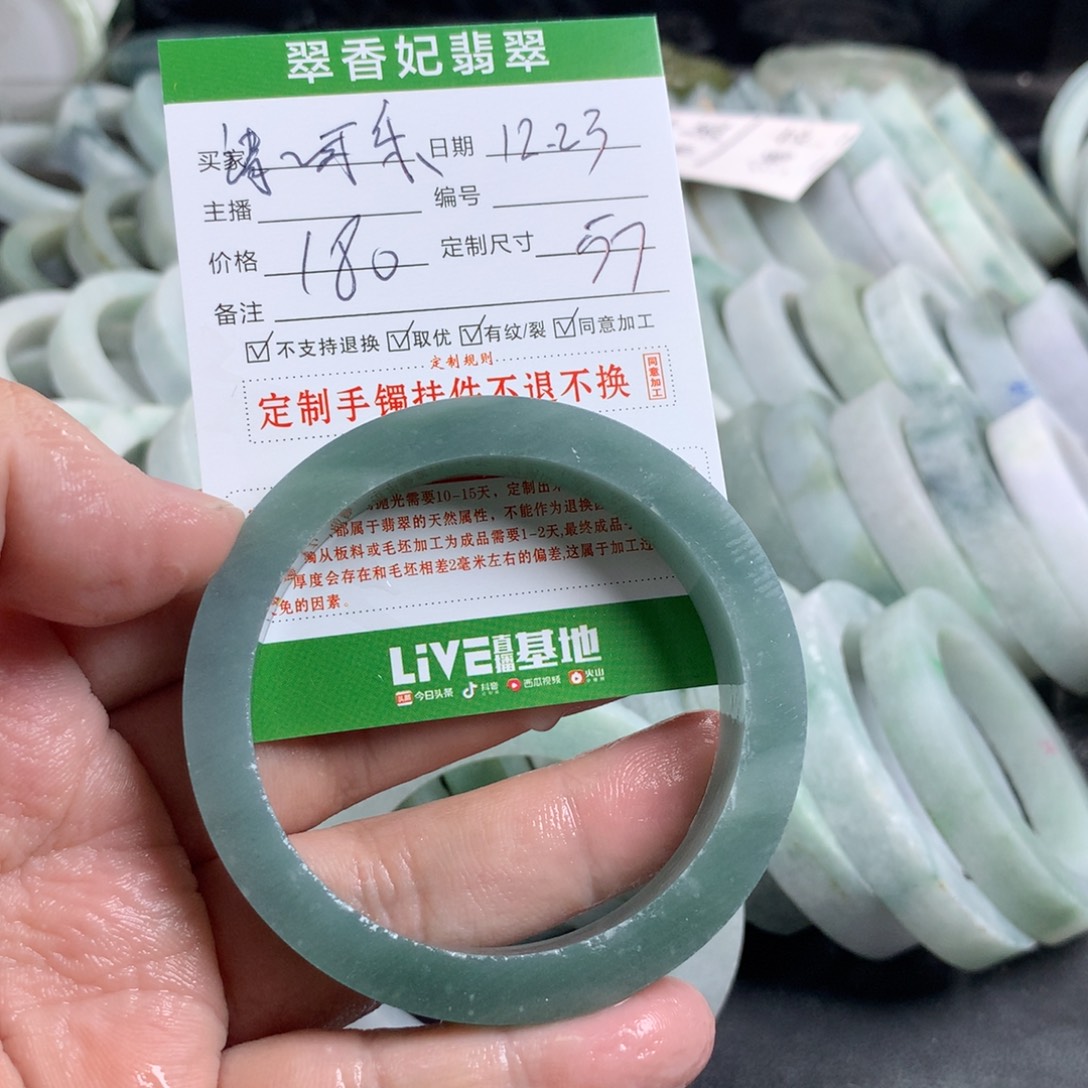 翠香妃翡翠
买家 日期 12.23
主播 编号
价格 180 定制尺寸 57
备注
不支持退换 取优 有纹/裂 同意加工
定制规则
同意加工
定制手镯挂件不退不换
抛光需要10-15天，定制出
都属于翡翠的天然属性，不能作为退换
从板料或毛坯加工为成品需要1-2天,最终成品
厚度会存在和毛坯相差2毫米左右的偏差,这属于加工过
免的因素。
LiVE直播基地
头条 今日头条 抖音 西瓜视频 火山